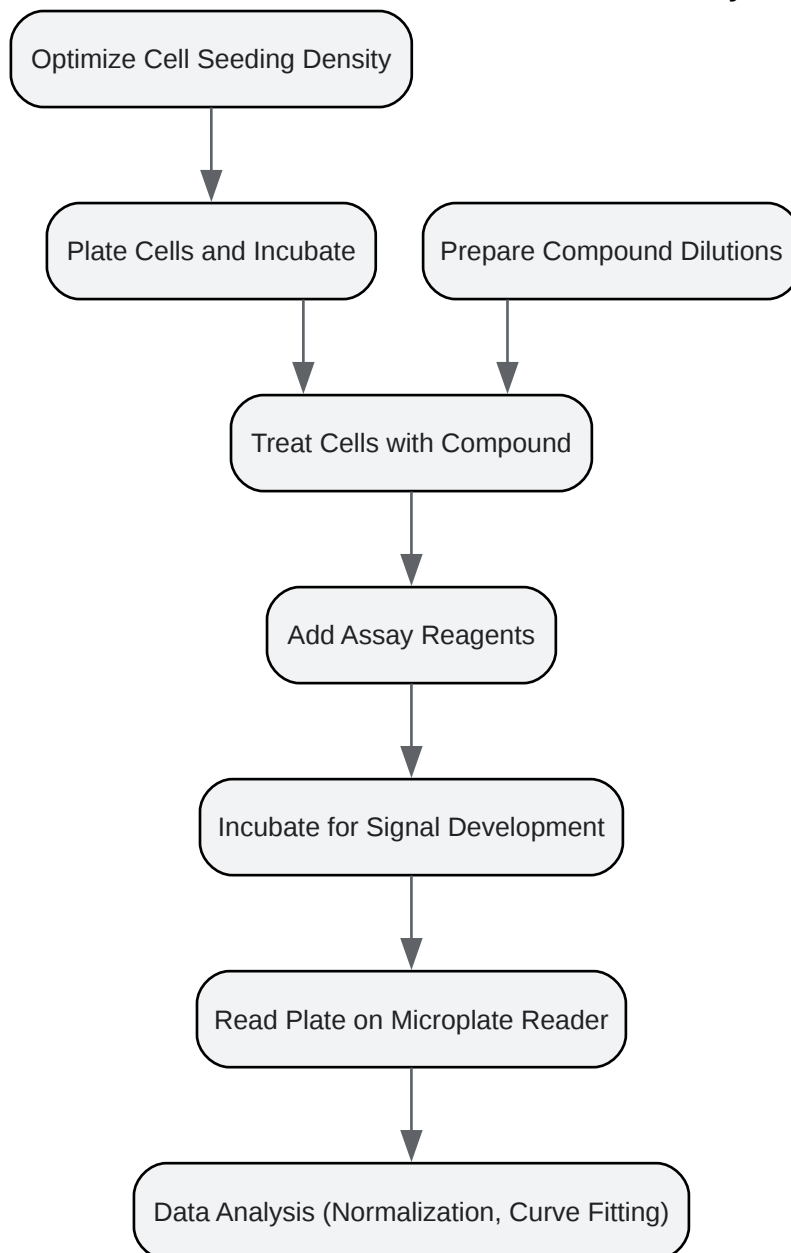 Optimize Cell Seeding Density
Plate Cells and Incubate
Prepare Compound Dilutions
Treat Cells with Compound
Add Assay Reagents
Incubate for Signal Development
Read Plate on Microplate Reader
Data Analysis (Normalization, Curve Fitting)